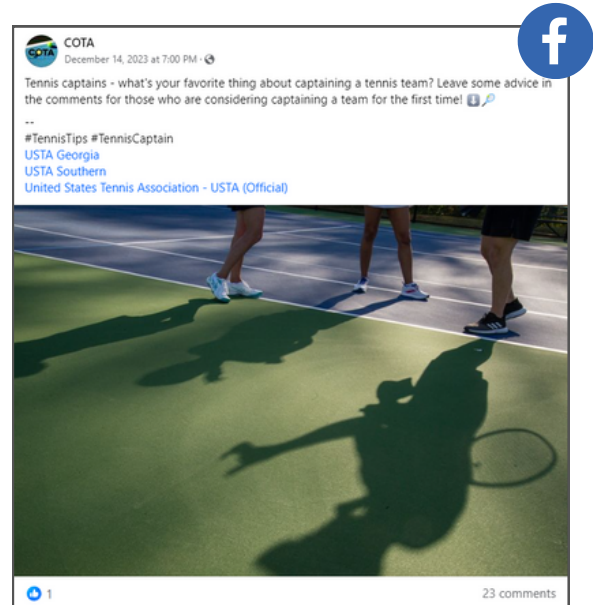 COTA
COTA
December 14, 2023 at 7:00 PM ·
Tennis captains - what's your favorite thing about captaining a tennis team? Leave some advice in
the comments for those who are considering captaining a team for the first time! ⬇️🎾
--
#TennisTips #TennisCaptain
USTA Georgia
USTA Southern
United States Tennis Association - USTA (Official)
1
23 comments